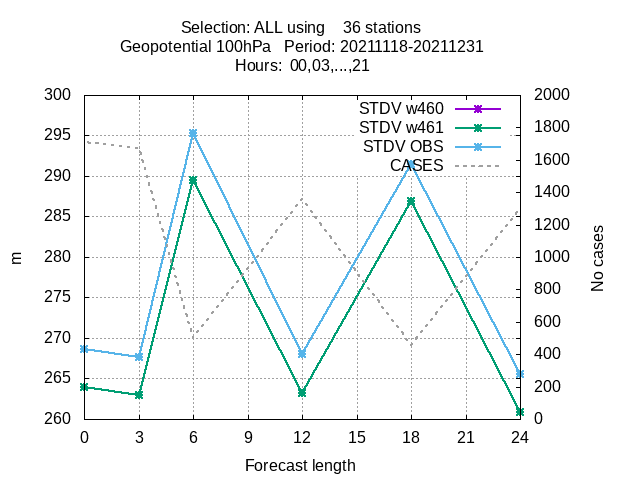 Selection: ALL using    36 stations
Geopotential 100hPa   Period: 20211118-20211231
Hours:  00,03,...,21
STDV w460
STDV w461
STDV OBS
CASES
300
295
290
285
280
275
270
265
260
m
2000
1800
1600
1400
1200
1000
800
600
400
200
0
No cases
0 3 6 9 12 15 18 21 24
Forecast length